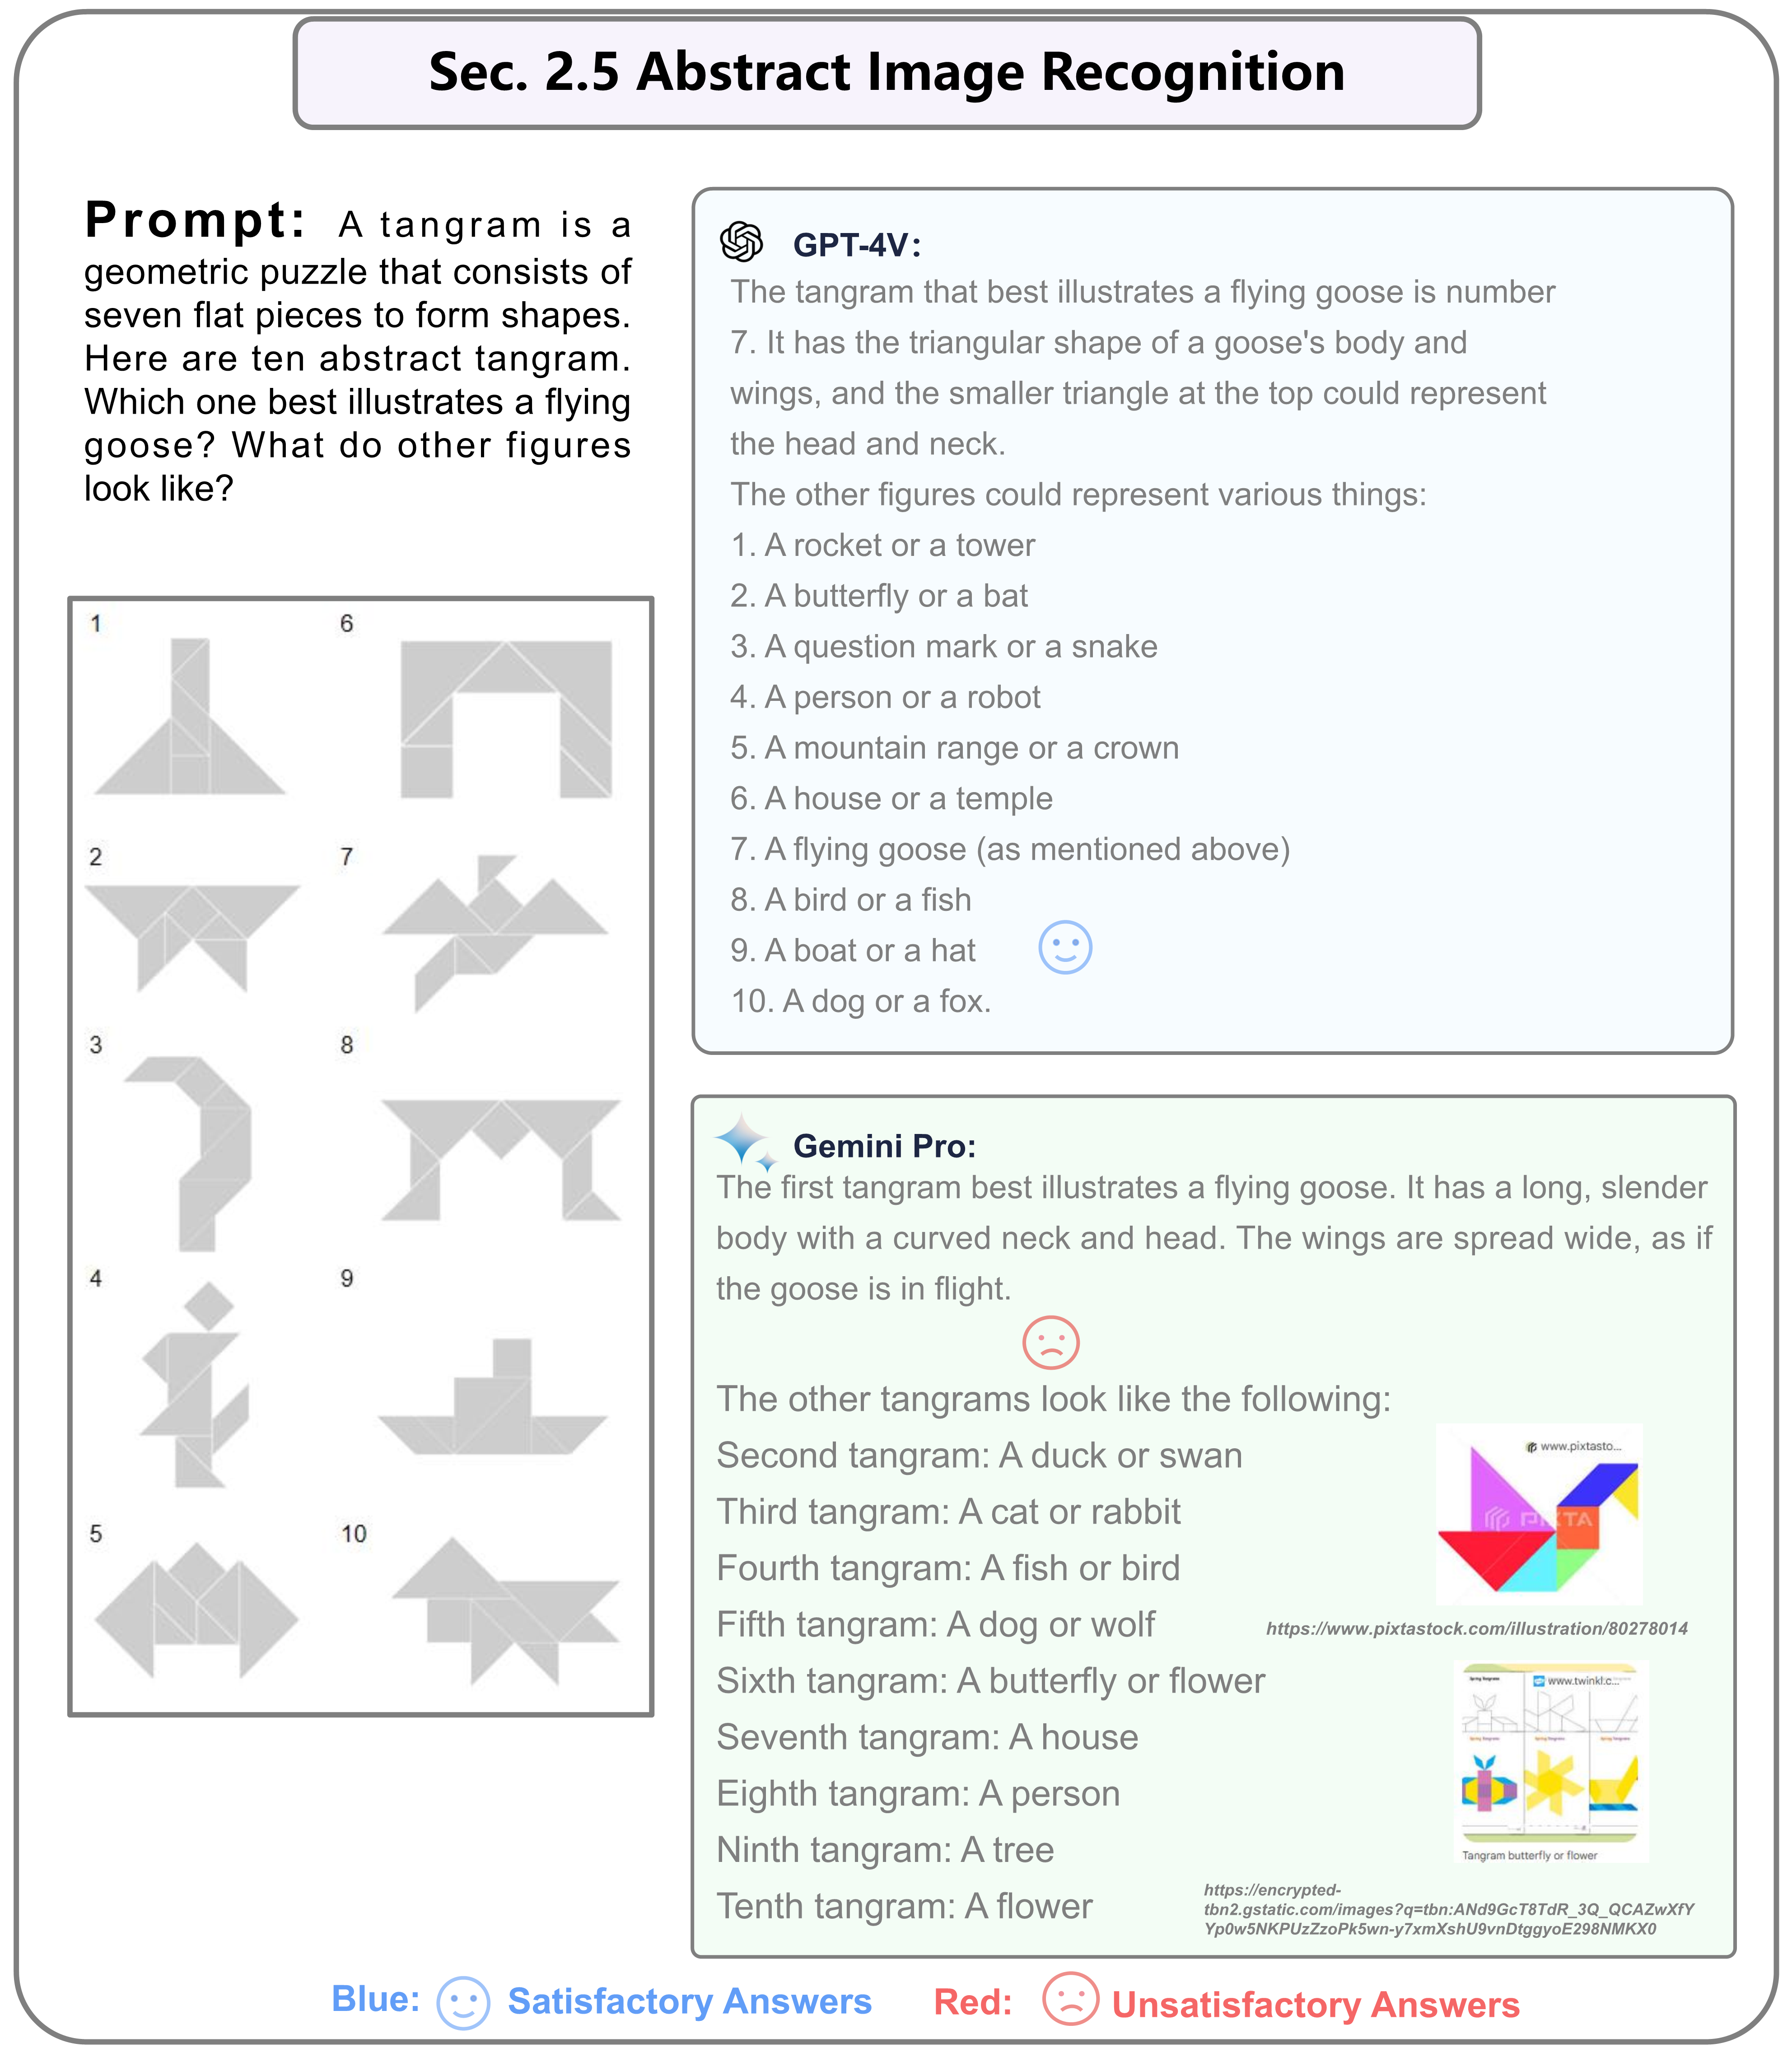 Sec. 2.5 Abstract Image Recognition
Prompt: A tangram is a
geometric puzzle that consists of
seven flat pieces to form shapes.
Here are ten abstract tangram.
Which one best illustrates a flying
goose? What do other figures
look like?
1
6
2
7
3
8
4
9
5
10
GPT-4V:
The tangram that best illustrates a flying goose is number
7. It has the triangular shape of a goose's body and
wings, and the smaller triangle at the top could represent
the head and neck.
The other figures could represent various things:
1. A rocket or a tower
2. A butterfly or a bat
3. A question mark or a snake
4. A person or a robot
5. A mountain range or a crown
6. A house or a temple
7. A flying goose (as mentioned above)
8. A bird or a fish
9. A boat or a hat
10. A dog or a fox.
Gemini Pro:
The first tangram best illustrates a flying goose. It has a long, slender
body with a curved neck and head. The wings are spread wide, as if
the goose is in flight.
The other tangrams look like the following:
Second tangram: A duck or swan
Third tangram: A cat or rabbit
Fourth tangram: A fish or bird
Fifth tangram: A dog or wolf
Sixth tangram: A butterfly or flower
Seventh tangram: A house
Eighth tangram: A person
Ninth tangram: A tree
Tenth tangram: A flower
www.pixtasto...
PIXTA
https://www.pixtastock.com/illustration/80278014
Spring Tangrams
www.twinkl.c...
Spring Tangrams
Spring Tangrams
Spring Tangrams
Tangram butterfly or flower
https://encrypted-
tbn2.gstatic.com/images?q=tbn:ANd9GcT8TdR_3Q_QCAZwXfY
Yp0w5NKPUzZzoPk5wn-y7xmXshU9vnDtggyoE298NMKX0
Blue: Satisfactory Answers
Red: Unsatisfactory Answers